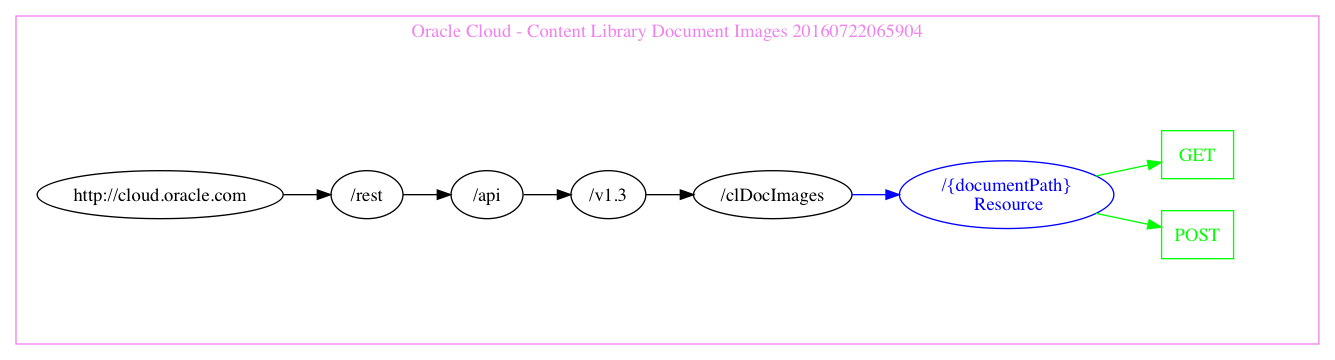 Oracle Cloud - Content Library Document Images 20160722065904
http://cloud.oracle.com
/rest
/api
/v1.3
/clDocImages
/{documentPath}
Resource
GET
POST